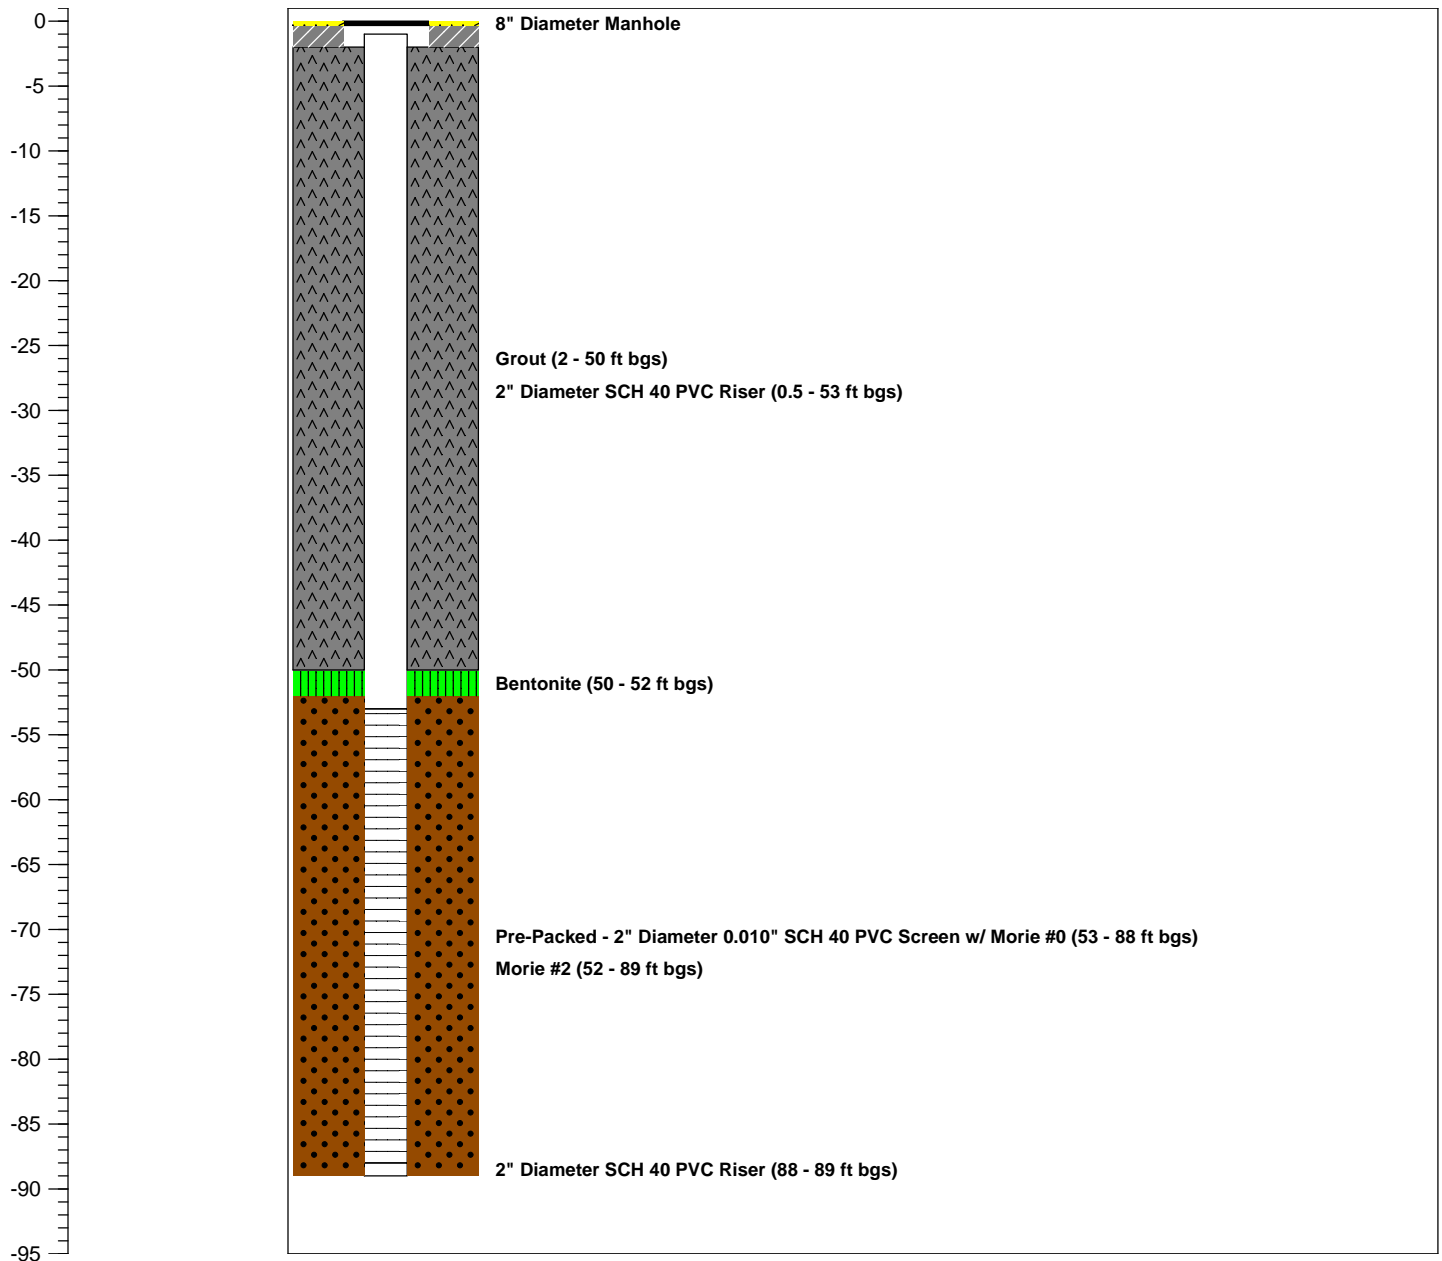 0
8" Diameter Manhole
-5
-10
-15
-20
-25
Grout (2 - 50 ft bgs)
2" Diameter SCH 40 PVC Riser (0.5 - 53 ft bgs)
-30
-35
-40
-45
-50
Bentonite (50 - 52 ft bgs)
-55
-60
-65
-70
Pre-Packed - 2" Diameter 0.010" SCH 40 PVC Screen w/ Morie #0 (53 - 88 ft bgs)
Morie #2 (52 - 89 ft bgs)
-75
-80
-85
2" Diameter SCH 40 PVC Riser (88 - 89 ft bgs)
-90
-95